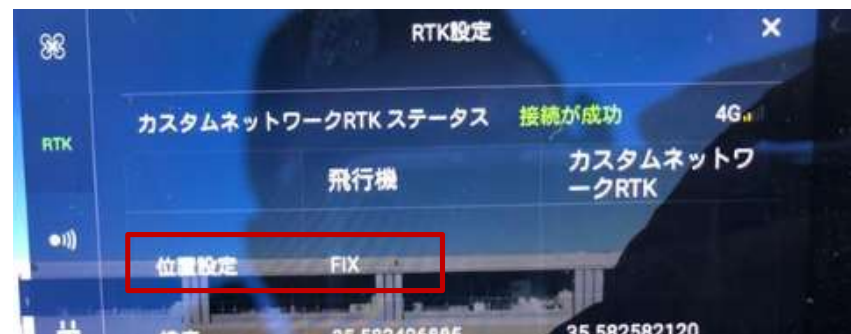 RTK設定
×
カスタムネットワークRTK ステータス 接続が成功 4G
RTK
飛行機 カスタムネットワ
ークRTK
位置設定 FIX
35.582582120